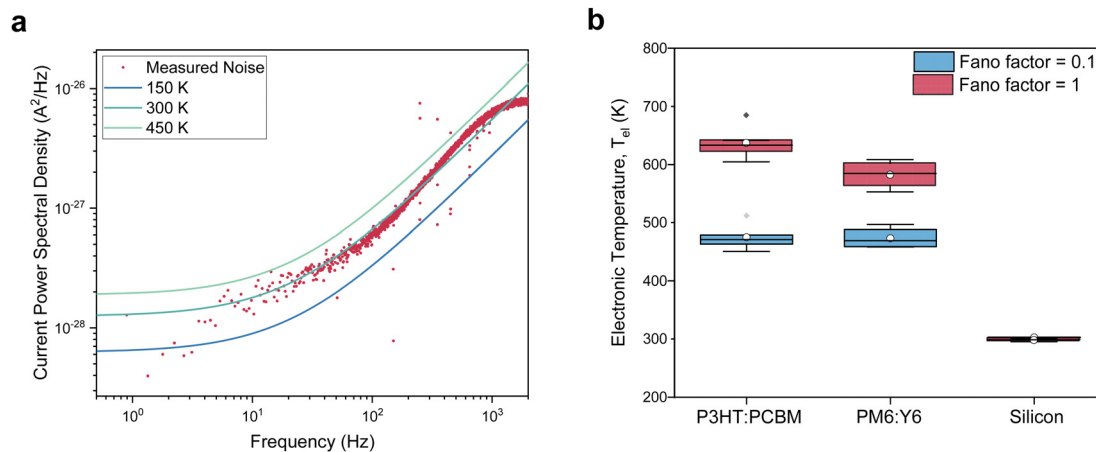 a
Measured Noise
150 K
300 K
450 K
10⁻²⁶
10⁻²⁷
10⁻²⁸
Current Power Spectral Density (A²/Hz)
10⁰
10¹
10²
10³
Frequency (Hz)
b
Fano factor = 0.1
Fano factor = 1
800
700
600
500
400
300
200
Electronic Temperature, Tₑₗ (K)
P3HT:PCBM
PM6:Y6
Silicon